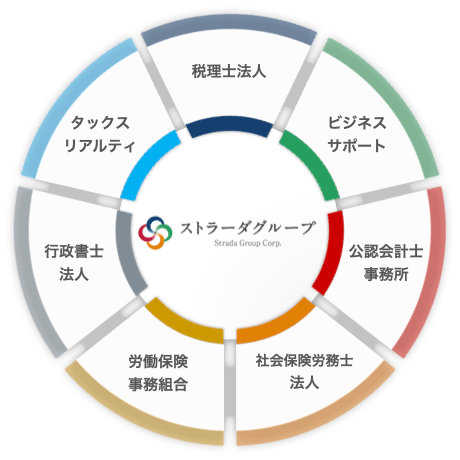 税理士法人
ビジネス
サポート
公認会計士
事務所
社会保険労務士
法人
労働保険
事務組合
行政書士
法人
タックス
リアルティ
ストラーダグループ
Strada Group Corp.